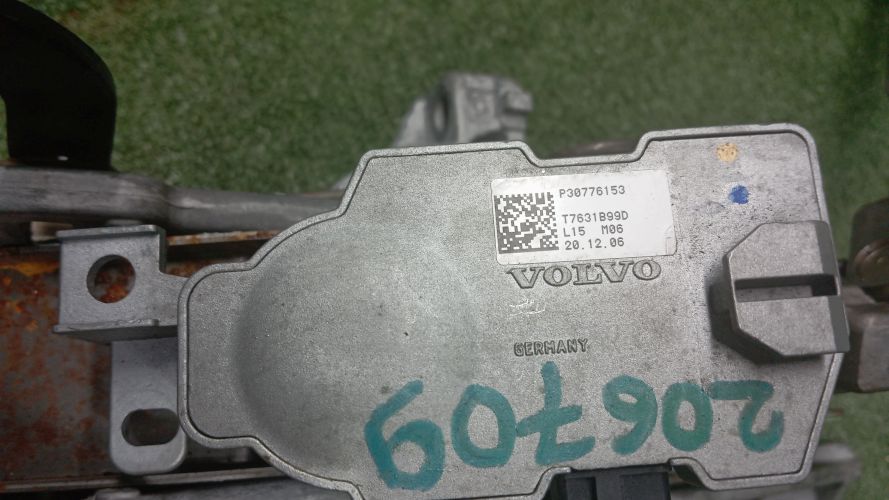 P30776153
T7631B99D
L15 M06
20.12.06
VOLVO
GERMANY
206709